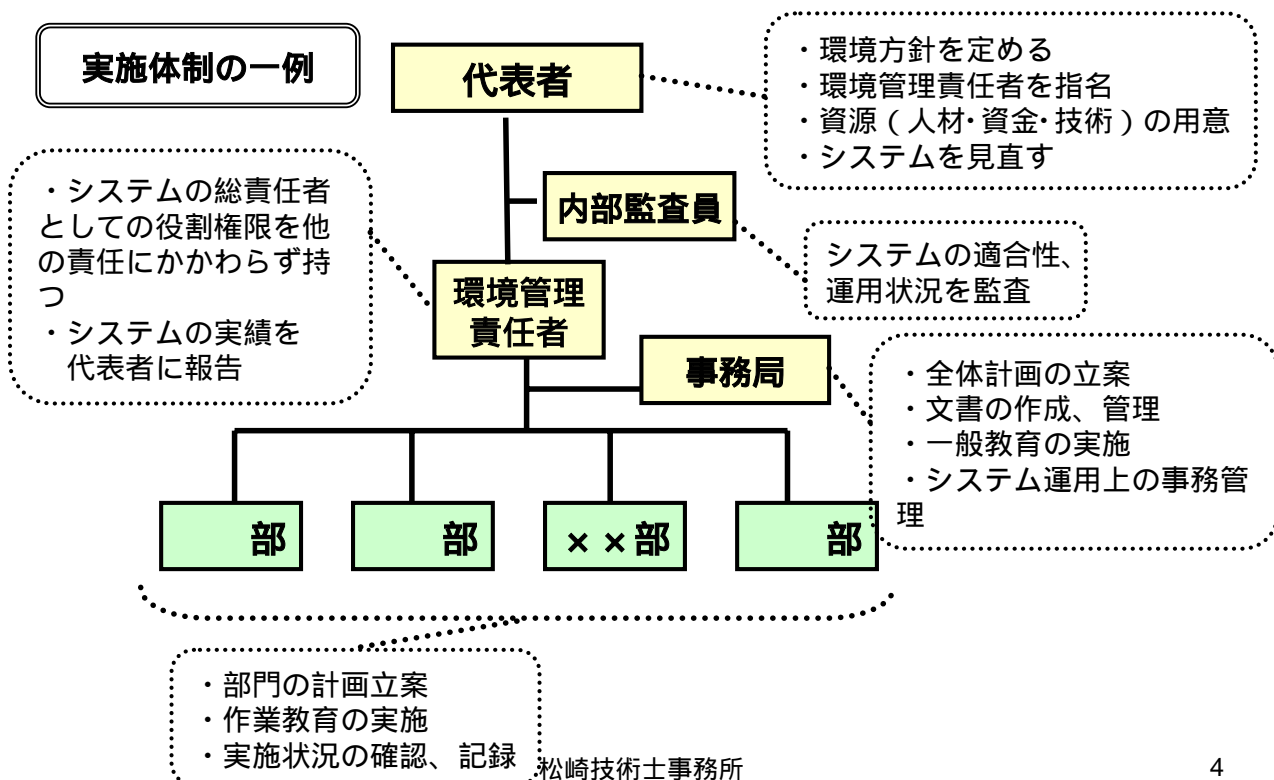 実施体制の一例
代表者
・環境方針を定める
・環境管理責任者を指名
・資源（人材・資金・技術）の用意
・システムを見直す
・システムの総責任者
としての役割権限を他
の責任にかかわらず持
つ
・システムの実績を
代表者に報告
内部監査員
システムの適合性、
運用状況を監査
環境管理
責任者
事務局
・全体計画の立案
・文書の作成、管理
・一般教育の実施
・システム運用上の事務管
理
部
部
××部
部
・部門の計画立案
・作業教育の実施
・実施状況の確認、記録
松崎技術士事務所
4